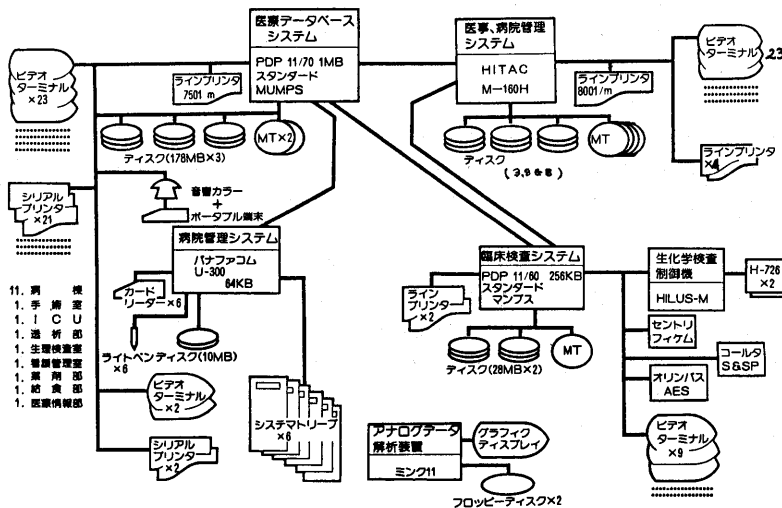 医療データベース
システム
PDP 11/70 1MB
スタンダード
MUMPS
医事、病院管理
システム
HITAC
M-160H
ビデオ
ターミナル
×23
ラインプリンタ
7501 m
ラインプリンタ
8001/m
ビデオ
ターミナル
23
ディスク(178MB×3)
MT×2
ディスク
MT
ラインプリンタ
×4
シリアル
プリンター
×21
音響カラー
+
ポータブル端末
病院管理システム
パナファコム
U-300
64KB
臨床検査システム
PDP 11/60 256KB
スタンダード
マンプス
生化学検査
制御機
HILUS-M
H-726
×2
カード
リーダー×6
ライン
プリンター
×2
セントリ
フィケム
コールタ
S&SP
オリンパス
AES
ライトペン
×6
ディスク(10MB)
ディスク(28MB×2)
MT
11. 病棟
1. 手術室
1. ICU
1. 透析部
1. 生理検査室
1. 看護管理室
1. 薬剤部
1. 給食部
1. 医療情報部
ビデオ
ターミナル
×2
シリアル
プリンター
×2
システマトリーブ
×6
アナログデータ
解析装置
ミンク11
グラフィク
ディスプレイ
フロッピーディスク×2
ビデオ
ターミナル
×9